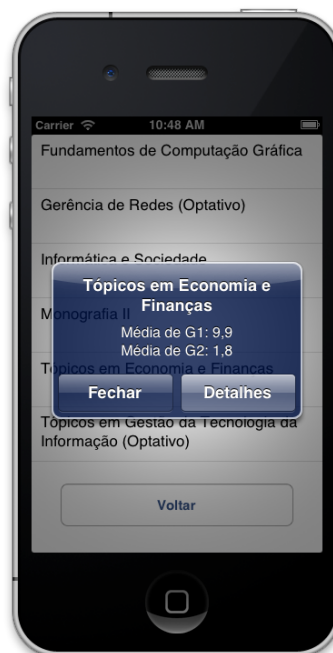 Carrier 10:48 AM
Fundamentos de Computação Gráfica
Gerência de Redes (Optativo)
Informática e Sociedade
Tópicos em Economia e
Finanças
Monografia II
Média de G1: 9,9
Média de G2: 1,8
Tópicos em Economia e Finanças
Fechar Detalhes
Tópicos em Gestão da Tecnologia da
Informação (Optativo)
Voltar